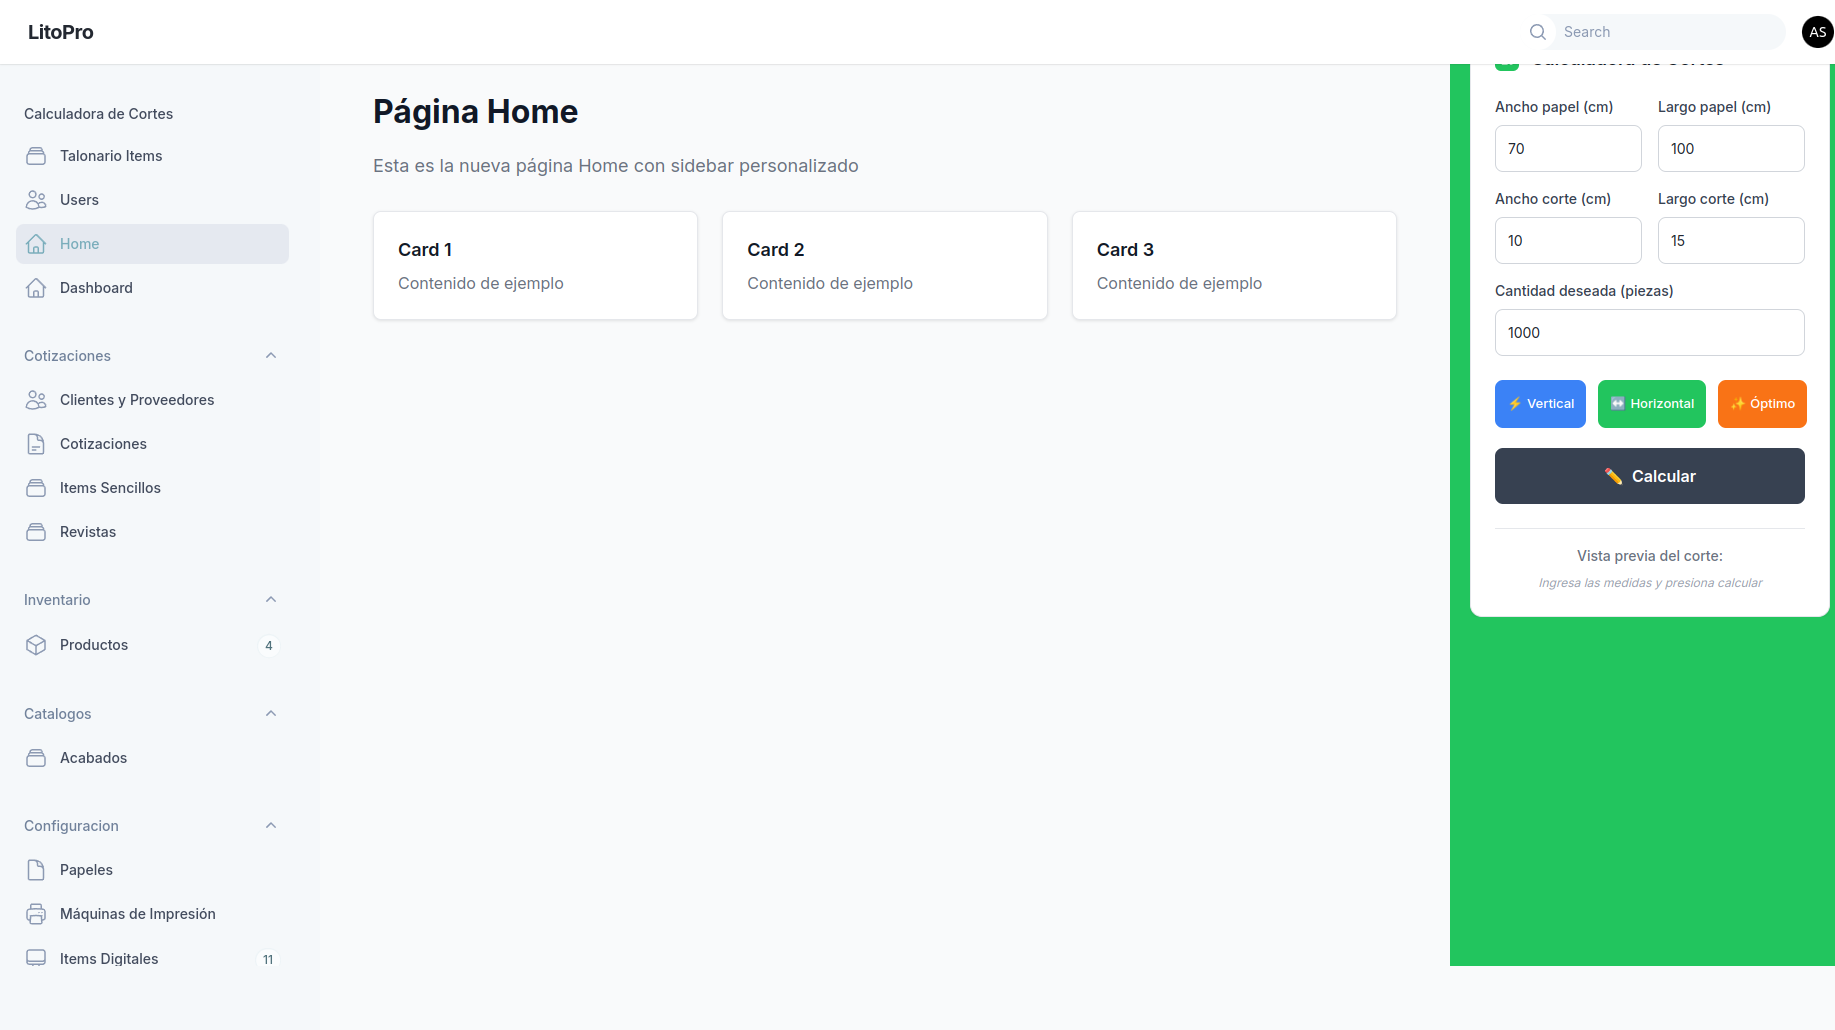 LitoPro
Search
AS
Calculadora de Cortes
Talonario Items
Users
Home
Dashboard
Cotizaciones
Clientes y Proveedores
Cotizaciones
Items Sencillos
Revistas
Inventario
Productos 4
Catalogos
Acabados
Configuracion
Papeles
Máquinas de Impresión
Items Digitales 11
Página Home
Esta es la nueva página Home con sidebar personalizado
Card 1
Contenido de ejemplo
Card 2
Contenido de ejemplo
Card 3
Contenido de ejemplo
Calculadora de Cortes
Ancho papel (cm) Largo papel (cm)
70 100
Ancho corte (cm) Largo corte (cm)
10 15
Cantidad deseada (piezas)
1000
⚡ Vertical ↔️ Horizontal ✨ Óptimo
✏️ Calcular
Vista previa del corte:
Ingresa las medidas y presiona calcular